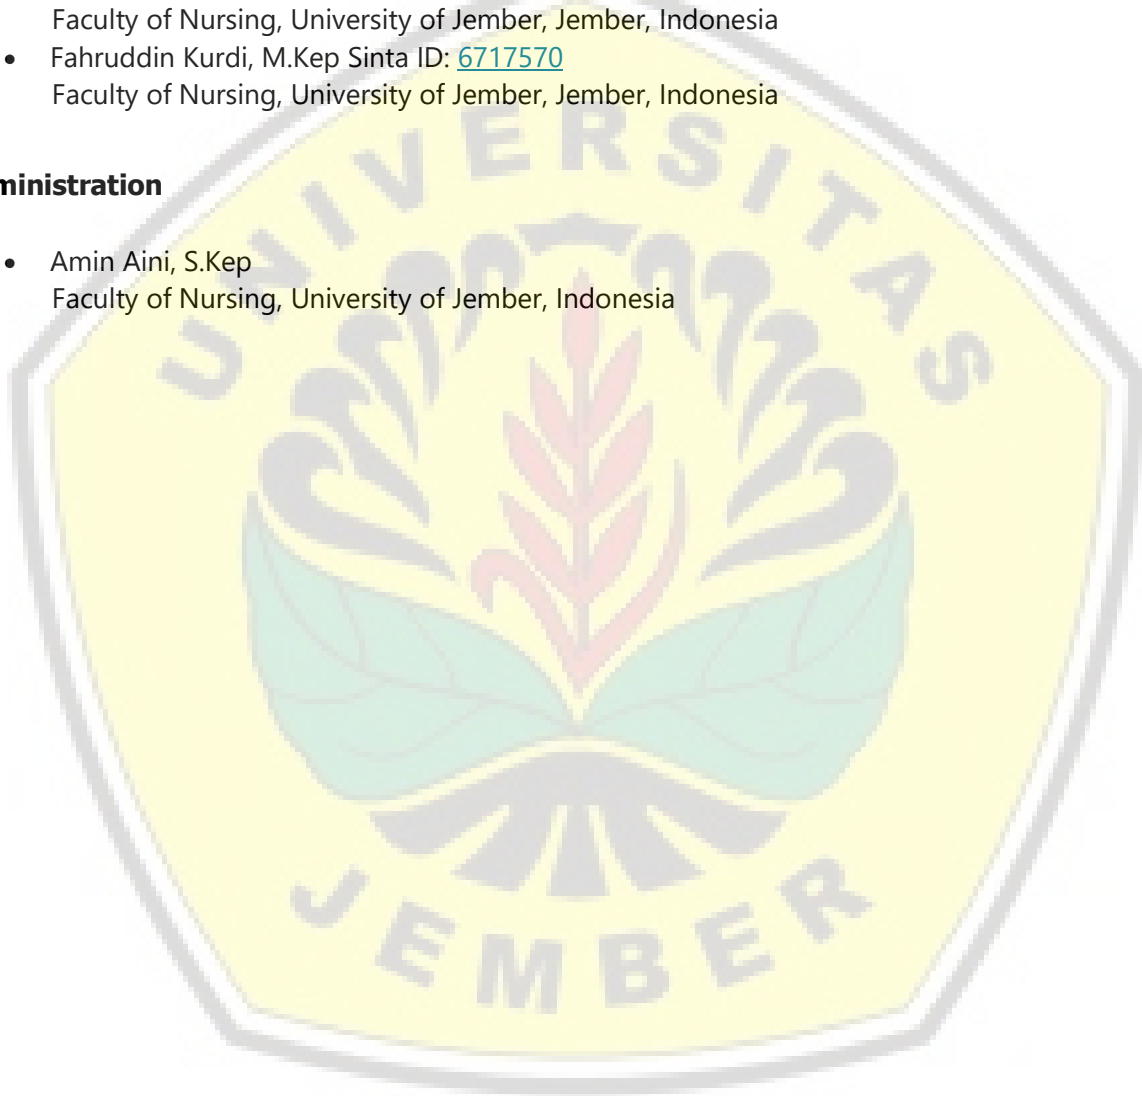 Faculty of Nursing, University of Jember, Jember, Indonesia
• Fahruddin Kurdi, M.Kep Sinta ID: 6717570
Faculty of Nursing, University of Jember, Jember, Indonesia
ministration
• Amin Aini, S.Kep
Faculty of Nursing, University of Jember, Indonesia
UNIVERSITAS
JEMBER